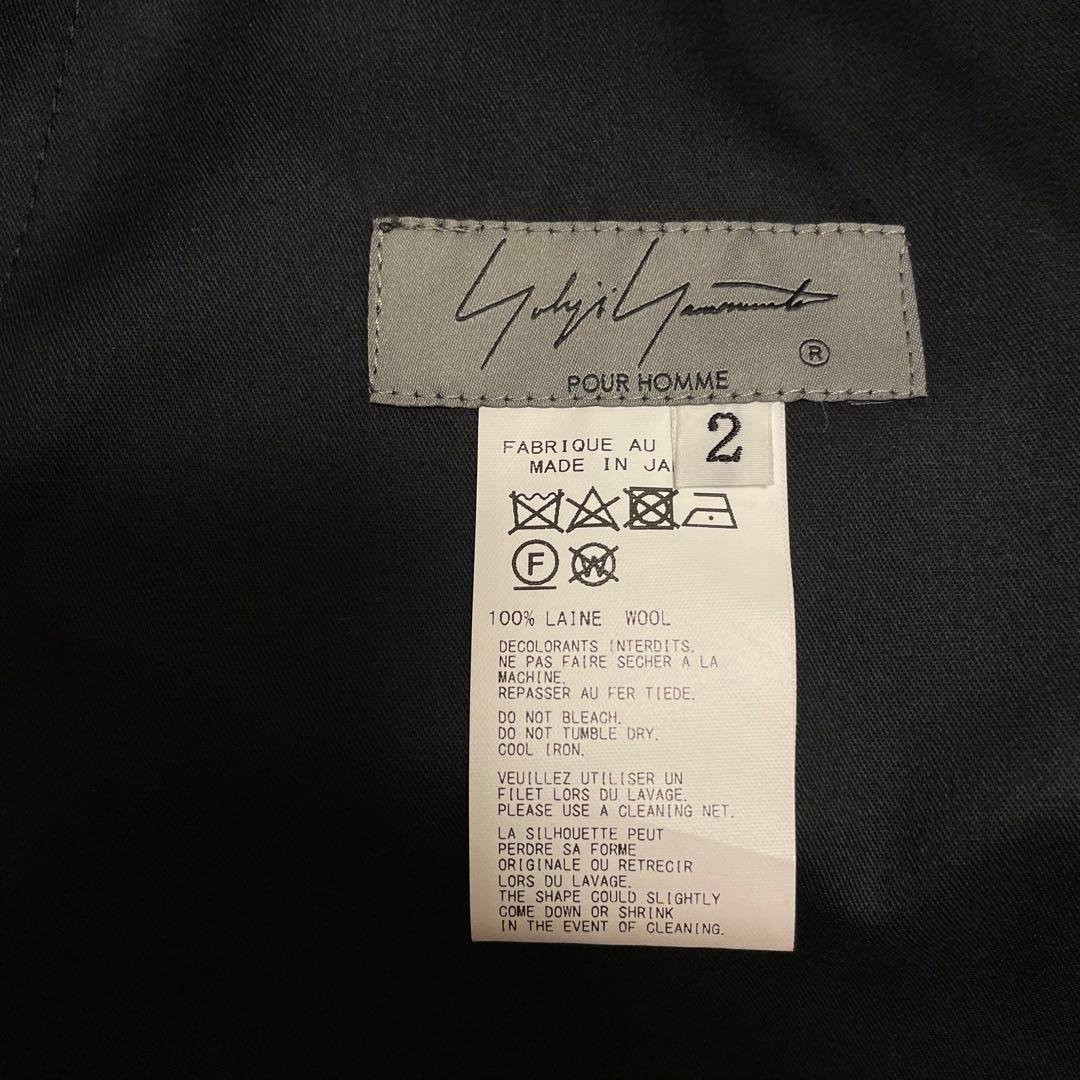 Yohji Yamamoto
®
POUR HOMME
2
FABRIQUE AU
MADE IN JA
F W
100% LAINE WOOL
DECOLORANTS INTERDITS.
NE PAS FAIRE SECHER A LA
MACHINE.
REPASSER AU FER TIEDE.
DO NOT BLEACH.
DO NOT TUMBLE DRY.
COOL IRON.
VEUILLEZ UTILISER UN
FILET LORS DU LAVAGE.
PLEASE USE A CLEANING NET.
LA SILHOUETTE PEUT
PERDRE SA FORME
ORIGINALE OU RETRECIR
LORS DU LAVAGE.
THE SHAPE COULD SLIGHTLY
COME DOWN OR SHRINK
IN THE EVENT OF CLEANING.